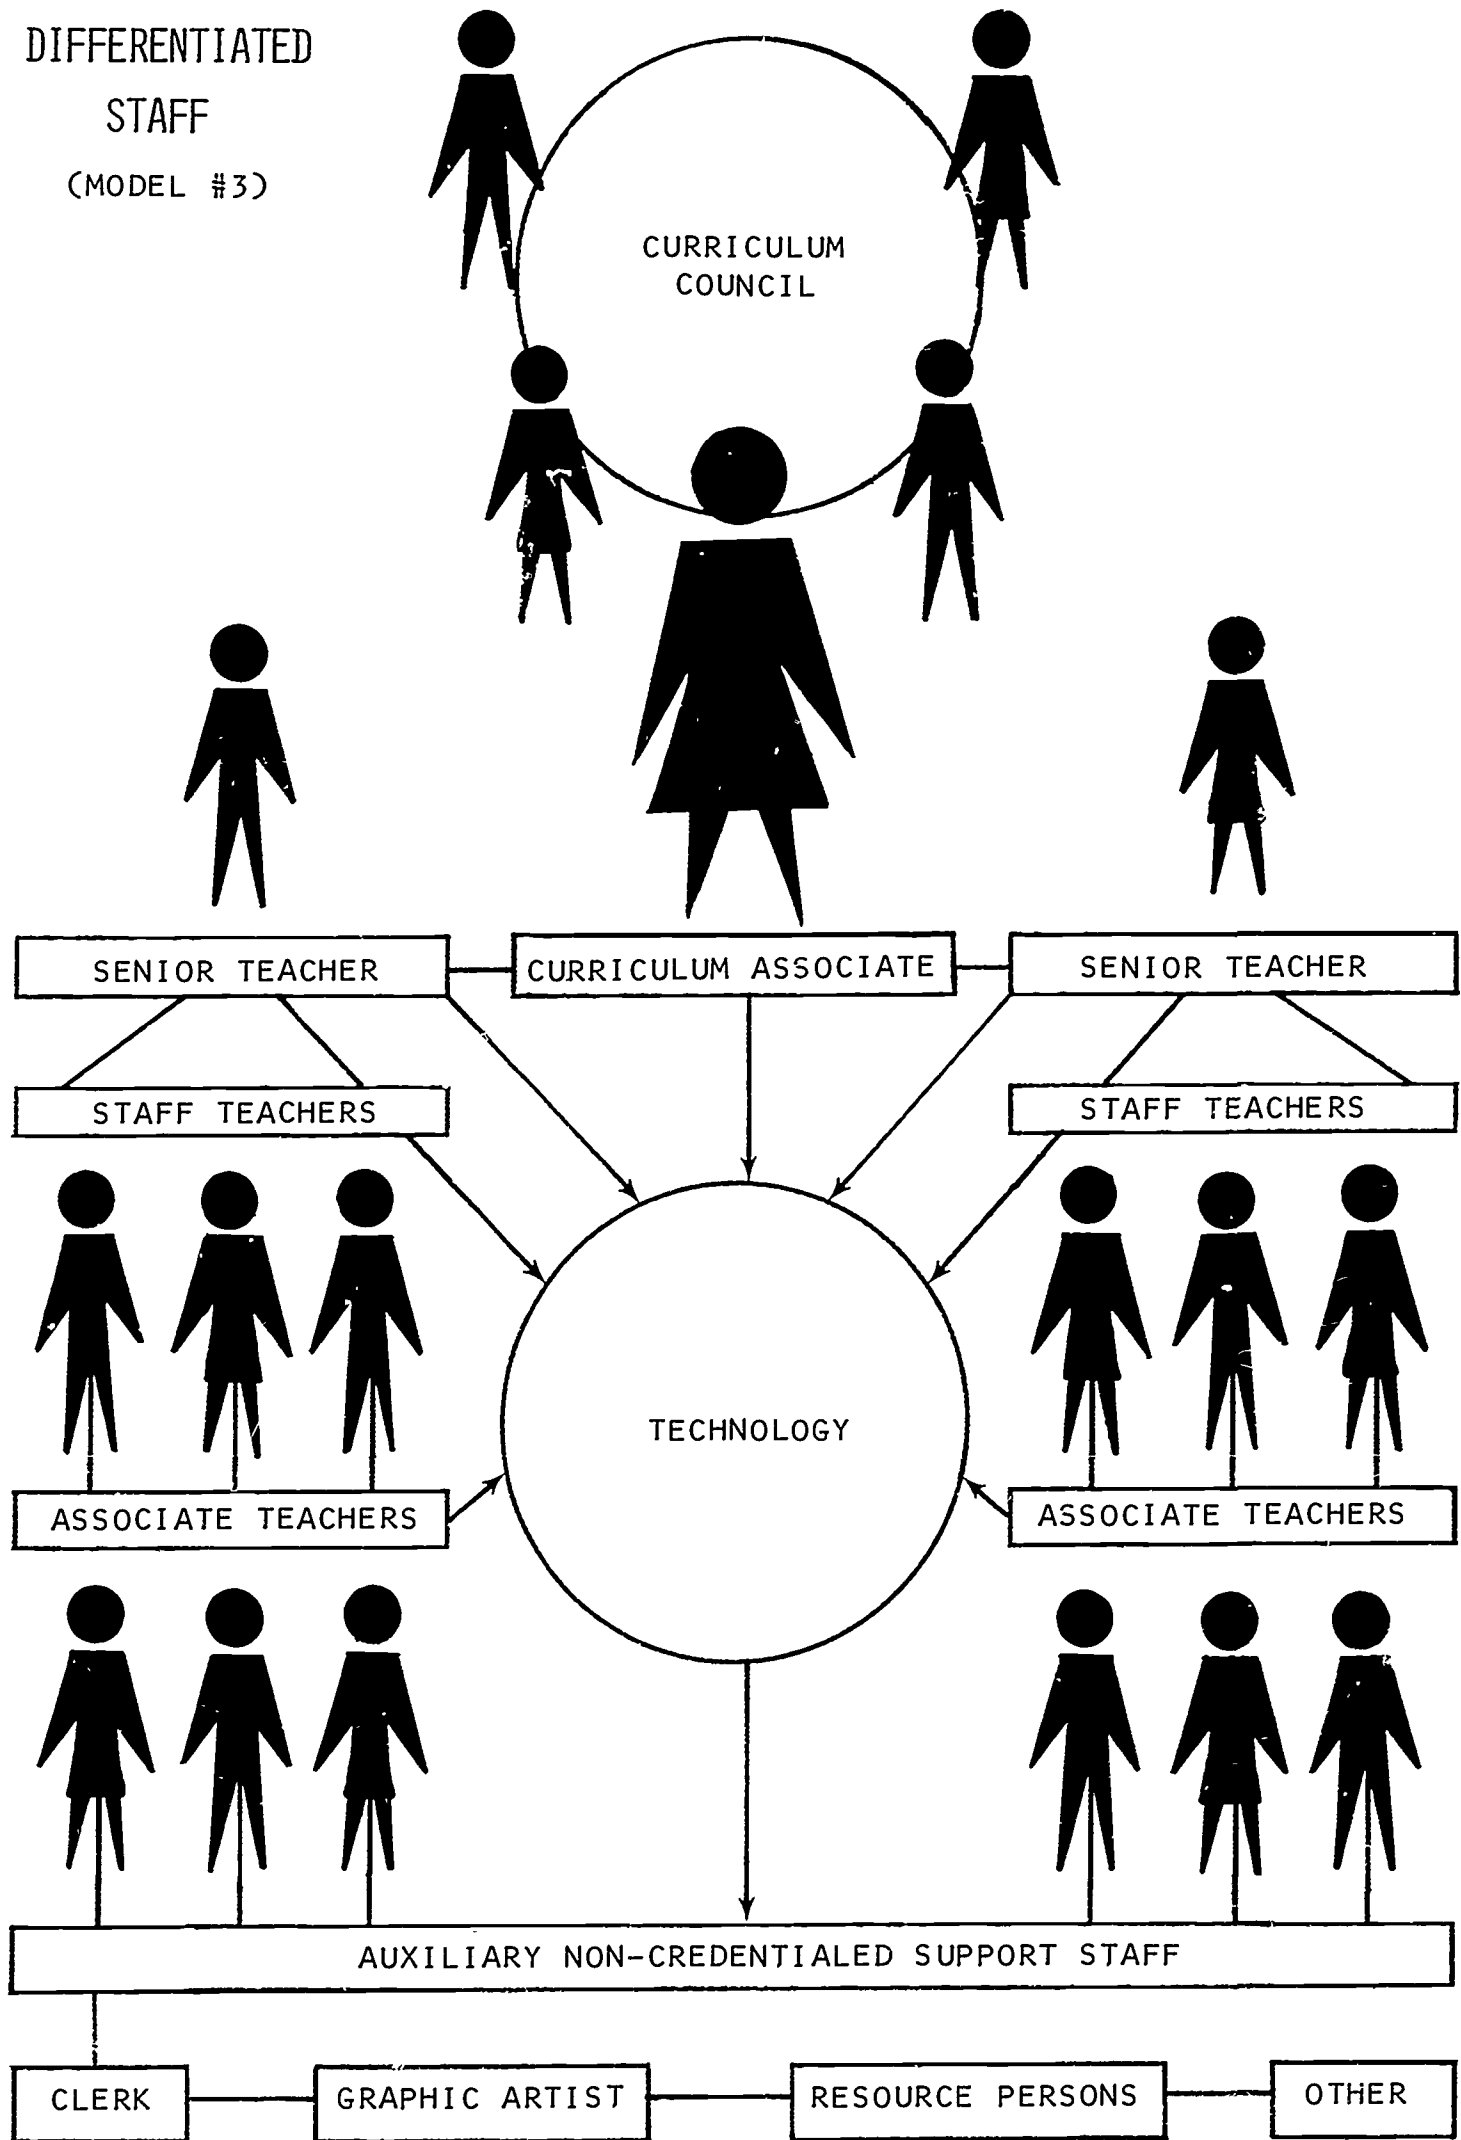 DIFFERENTIATED
STAFF
(MODEL #3)
CURRICULUM
COUNCIL
SENIOR TEACHER
CURRICULUM ASSOCIATE
SENIOR TEACHER
STAFF TEACHERS
STAFF TEACHERS
TECHNOLOGY
ASSOCIATE TEACHERS
ASSOCIATE TEACHERS
AUXILIARY NON-CREDENTIALED SUPPORT STAFF
CLERK
GRAPHIC ARTIST
RESOURCE PERSONS
OTHER